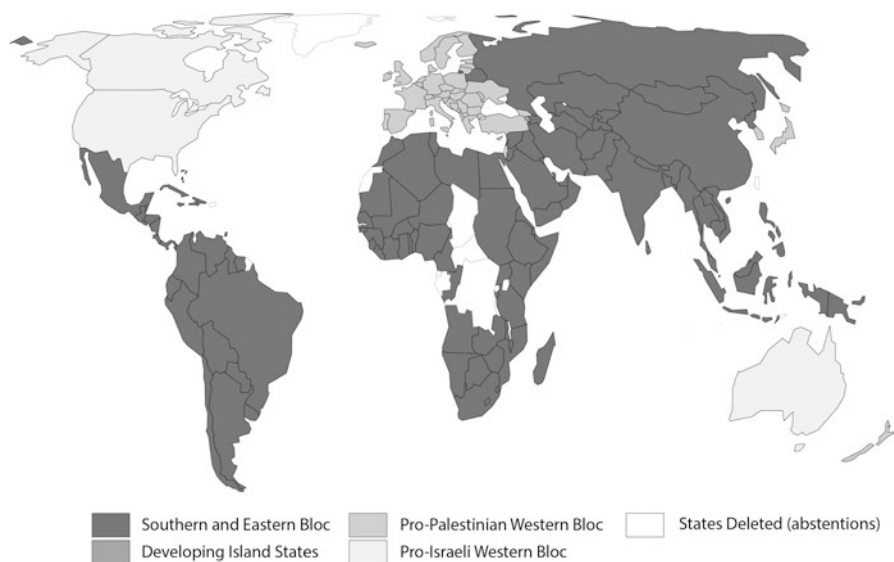 Southern and Eastern Bloc
Pro-Palestinian Western Bloc
States Deleted (abstentions)
Developing Island States
Pro-Israeli Western Bloc